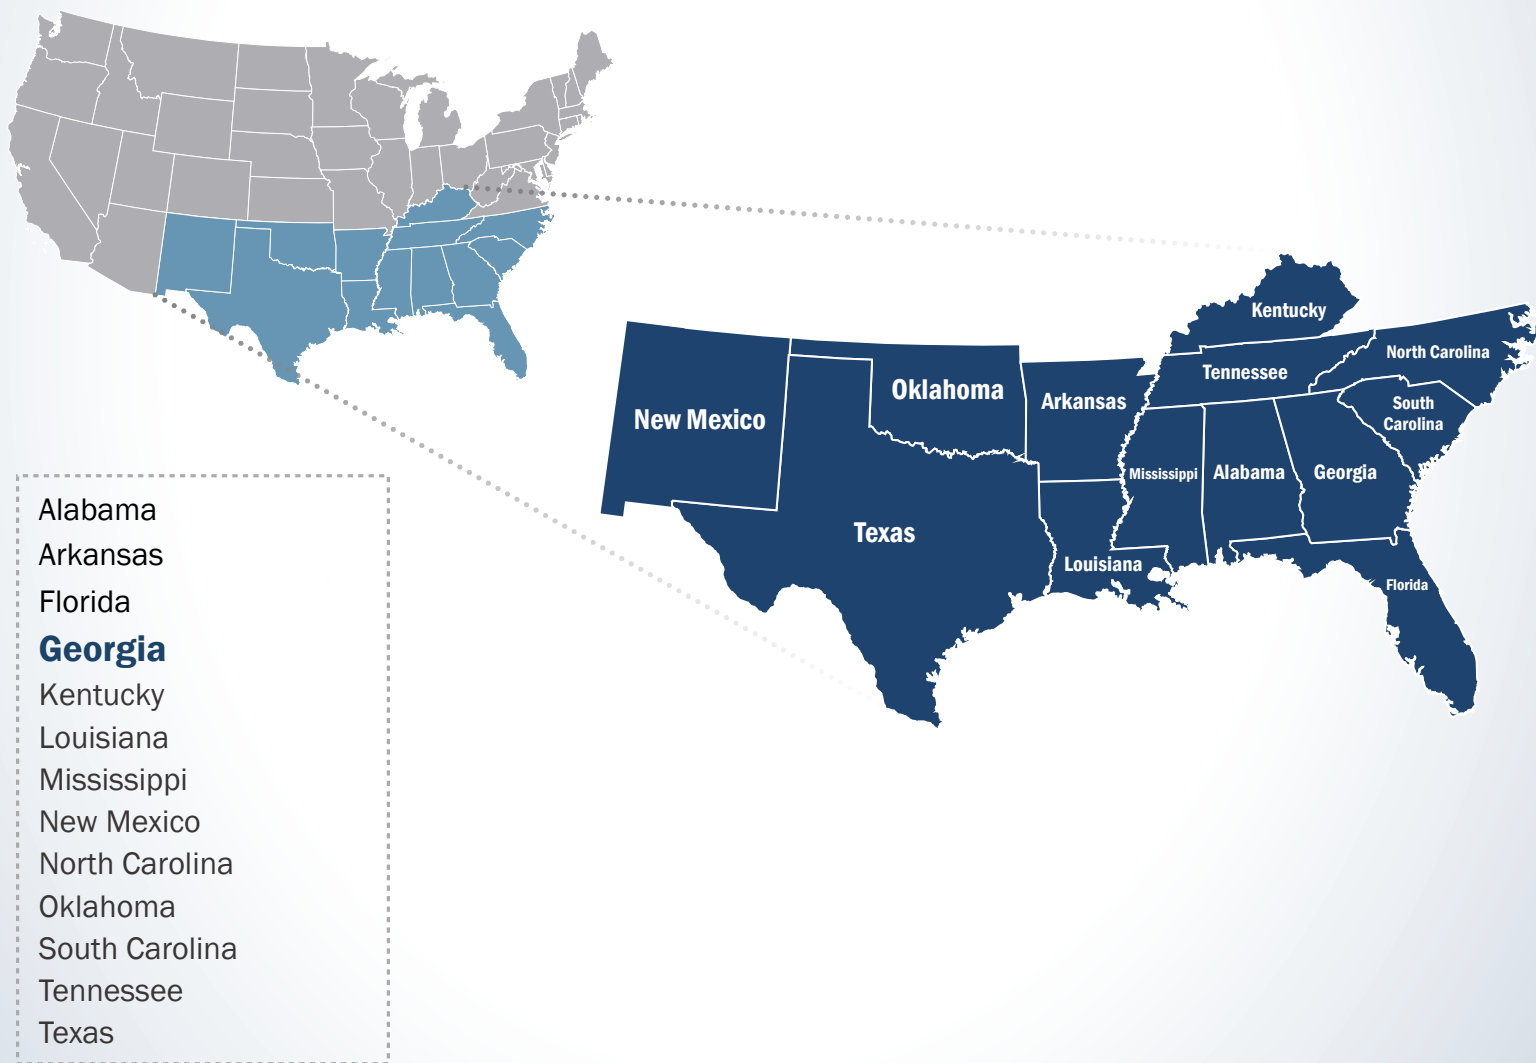 Kentucky
North Carolina
Tennessee
Oklahoma
Arkansas
South
Carolina
New Mexico
Mississippi
Alabama
Georgia
Texas
Louisiana
Florida
Alabama
Arkansas
Florida
Georgia
Kentucky
Louisiana
Mississippi
New Mexico
North Carolina
Oklahoma
South Carolina
Tennessee
Texas